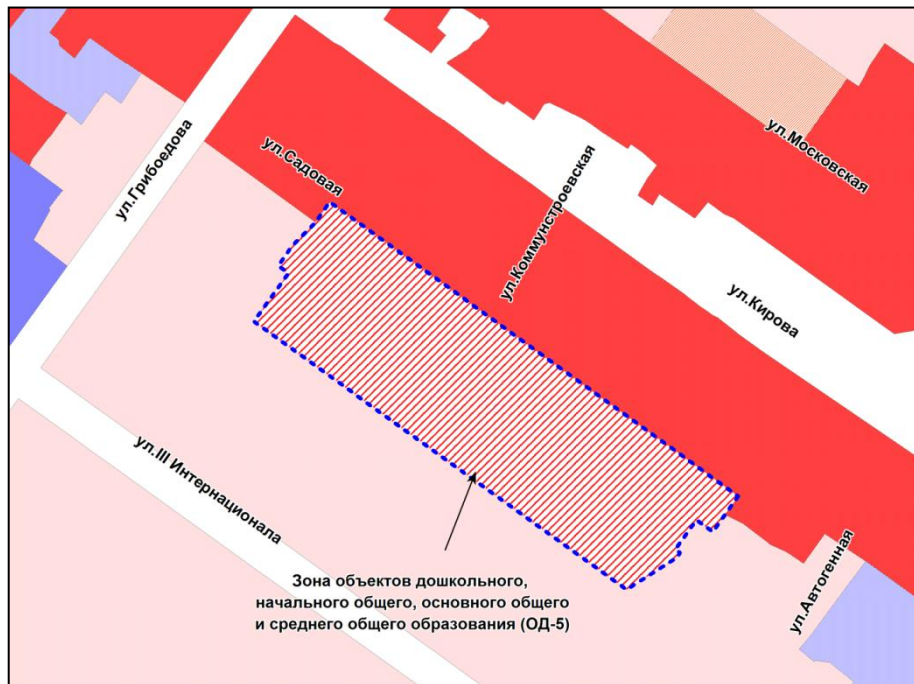 ул.Московская
ул.Грибоедова
ул.Садовая
ул.Коммунстроевская
ул.Кирова
ул.III Интернационала
ул.Автогенная
Зона объектов дошкольного,
начального общего, основного общего
и среднего общего образования (ОД-5)